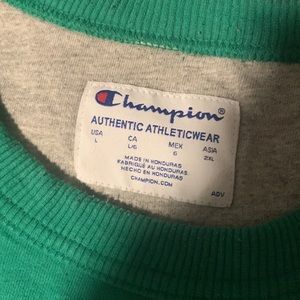 Champion®
AUTHENTIC ATHLETICWEAR
USA CA MEX ASIA
L L/G G 2XL
MADE IN HONDURAS
FABRIQUÉ AU HONDURAS
HECHO EN HONDURAS
CHAMPION.COM
ADV